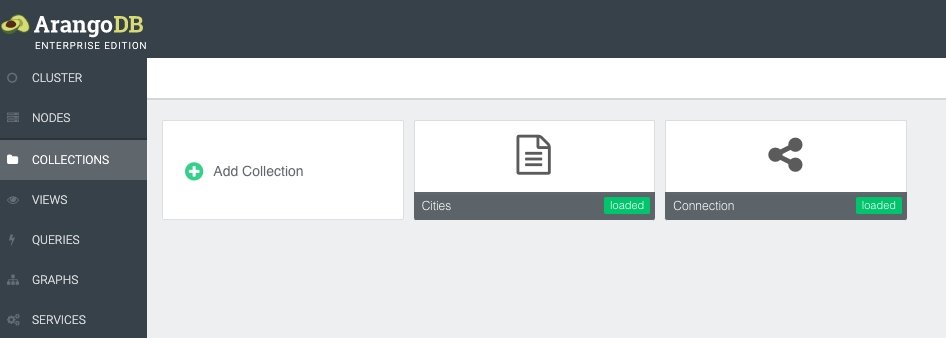 ArangoDB
ENTERPRISE EDITION
CLUSTER
NODES
COLLECTIONS
VIEWS
QUERIES
GRAPHS
SERVICES
Add Collection
Cities loaded
Connection loaded